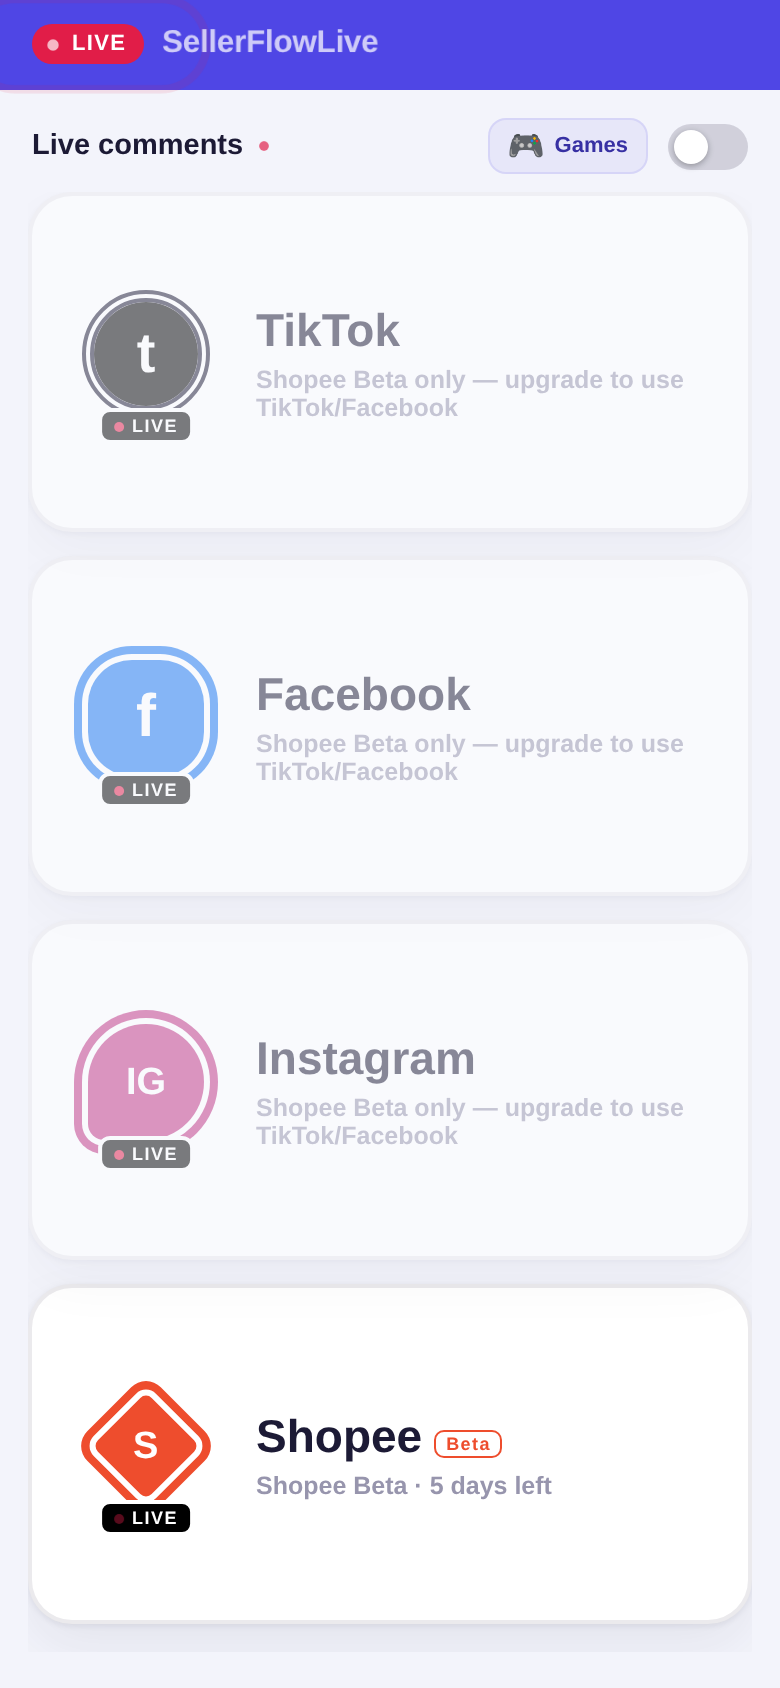 LIVE SellerFlowLive
Live comments
Games
t
TikTok
Shopee Beta only — upgrade to use
TikTok/Facebook
LIVE
f
Facebook
Shopee Beta only — upgrade to use
TikTok/Facebook
LIVE
IG
Instagram
Shopee Beta only — upgrade to use
TikTok/Facebook
LIVE
S
Shopee Beta
Shopee Beta · 5 days left
LIVE